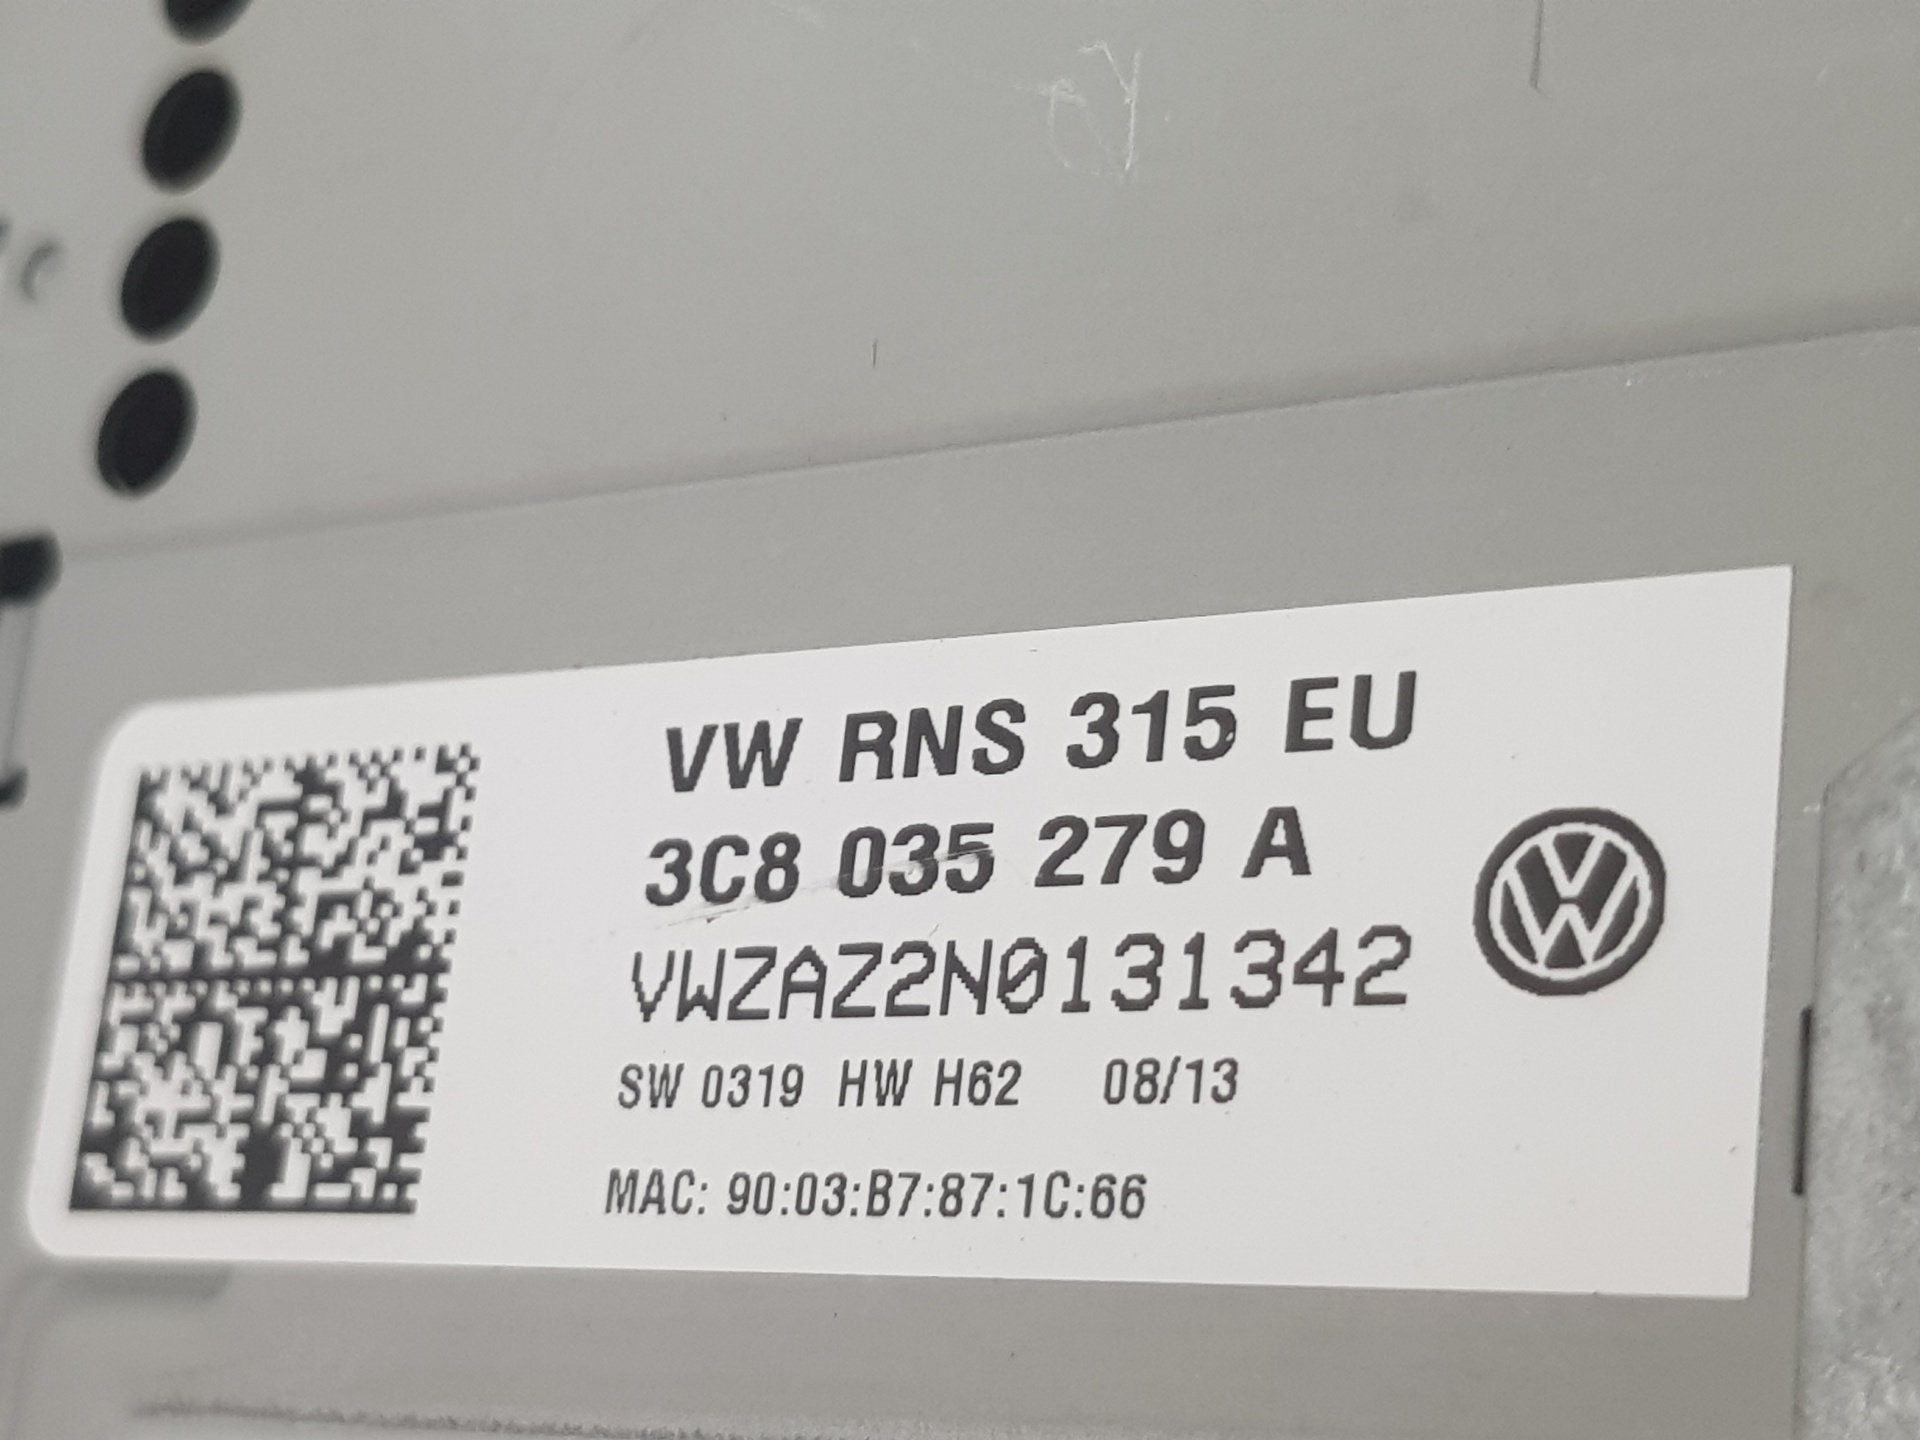 VW RNS 315 EU
3C8 035 279 A
VWZAZ2N0131342
SW 0319 HW H62 08/13
MAC: 90:03:B7:87:1C:66